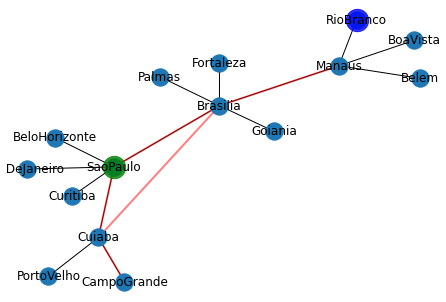 RioBranco
BoaVista
Manaus
Belem
Fortaleza
Palmas
Brasilia
Goiania
BeloHorizonte
DeJaneiro
SaoPaulo
Curitiba
Cuiaba
PortoVelho
CampoGrande